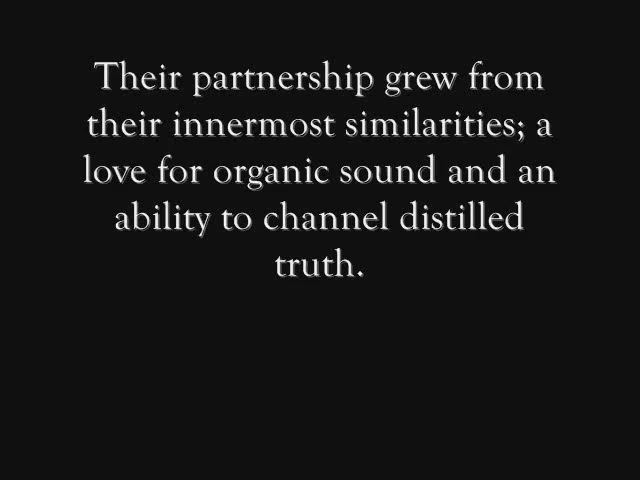 Their partnership grew from
their innermost similarities; a
love for organic sound and an
ability to channel distilled
truth.